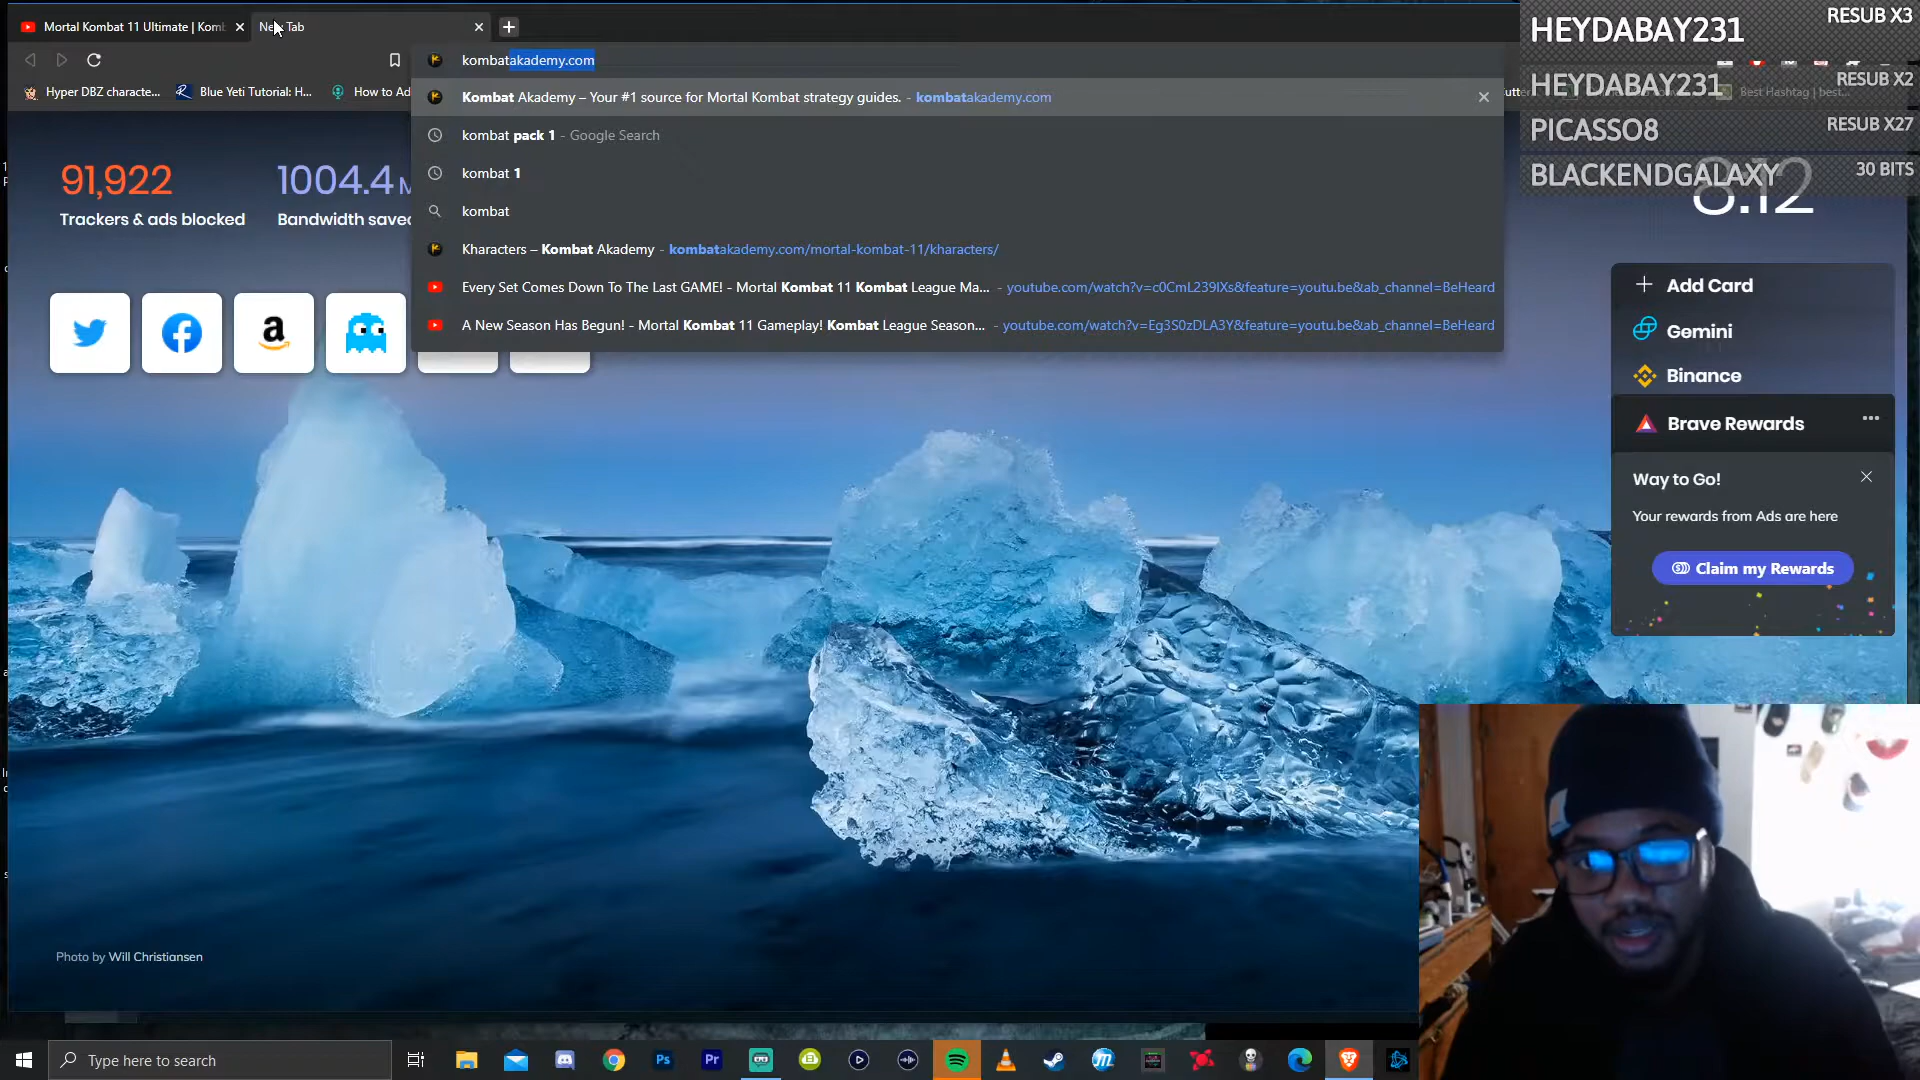 Mortal Kombat 11 Ultimate | Komb
New Tab
kombatakademy.com
Hyper DBZ characte...
Blue Yeti Tutorial: H...
How to Ad
Kombat Akademy – Your #1 source for Mortal Kombat strategy guides. - kombatakademy.com
kombat pack 1 - Google Search
kombat 1
kombat
Kharacters – Kombat Akademy - kombatakademy.com/mortal-kombat-11/kharacters/
Every Set Comes Down To The Last GAME! - Mortal Kombat 11 Kombat League Ma... - youtube.com/watch?v=c0CmL239IXs&feature=youtu.be&ab_channel=BeHeard
A New Season Has Begun! - Mortal Kombat 11 Gameplay! Kombat League Season... - youtube.com/watch?v=Eg3S0zDLA3Y&feature=youtu.be&ab_channel=BeHeard
HEYDABAY231 RESUB X3
HEYDABAY231 RESUB X2
Best Hashtag | best...
PICASSO8 RESUB X27
BLACKENDGALAXY 30 BITS
8:12
91,922
Trackers & ads blocked
1004.4
Bandwidth saved
Add Card
Gemini
Binance
Brave Rewards
Way to Go!
Your rewards from Ads are here
Claim my Rewards
Photo by Will Christiansen
Type here to search
Ps
Pr